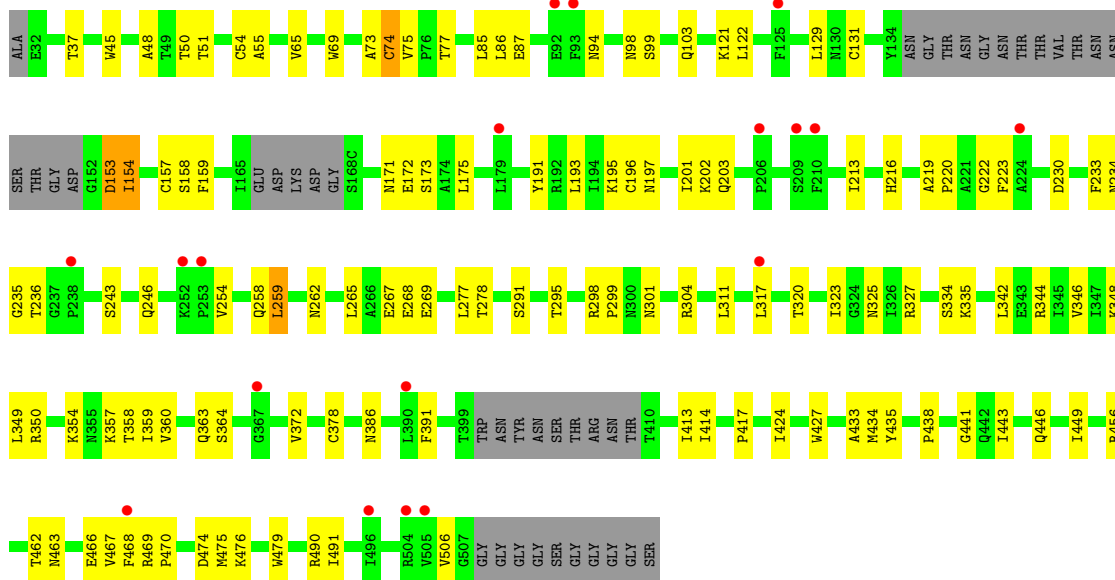 ALA E32 T37 W45 A48 T49 T50 T51 C54 A55 V65 W69 A73 C74 V75 P76 T77 L85 L86 E87 E92 F93 N94 N98 S99 Q103 K121 L122 F125 L129 N130 C131 Y134 ASN GLY THR ASN GLY ASN THR THR VAL THR ASN ASN
SER THR GLY ASP G152 D153 I154 C157 S158 F159 I165 GLU ASP LYS ASP GLY S168C N171 E172 S173 A174 L175 L179 Y191 R192 L193 I194 K195 C196 N197 I201 K202 Q203 P206 S209 F210 I213 H216 A219 P220 A221 G222 F223 A224 D230 F233 N234
G235 T236 G237 P238 S243 Q246 K252 P253 V254 Q258 L259 N262 L265 A266 E267 E268 E269 L277 T278 S291 T295 R298 P299 N300 N301 R304 L311 L317 T320 I323 G324 N325 I326 R327 S334 K335 L342 E343 R344 I345 V346 I347 K348
L349 R350 K354 N355 K357 T358 I359 V360 Q363 S364 G367 V372 C378 N386 L390 F391 T399 TRP ASN TYR ASN SER THR ARG ASN THR T410 I413 I414 P417 I424 W427 A433 M434 Y435 P438 G441 Q442 I443 Q446 I449 R456
T462 N463 E466 V467 F468 R469 P470 D474 M475 K476 W479 R490 I491 I496 R504 V505 V506 G507 GLY GLY GLY GLY SER GLY GLY GLY GLY SER